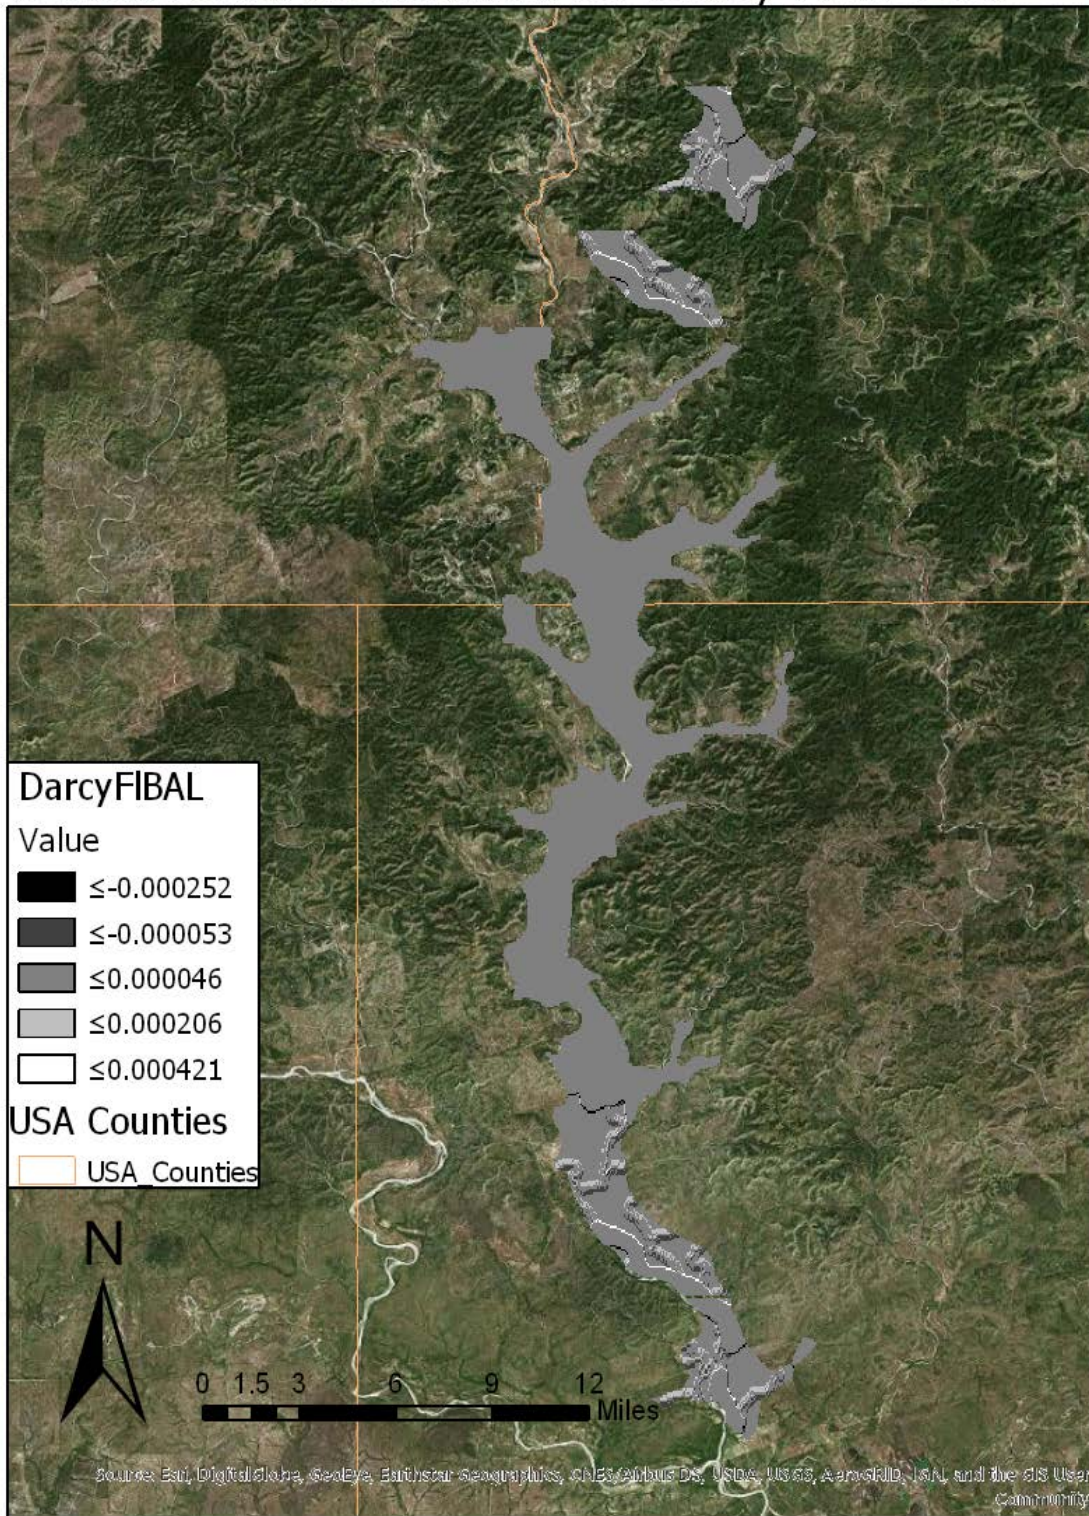 DarcyFlBAL
Value
≤-0.000252
≤-0.000053
≤0.000046
≤0.000206
≤0.000421
USA Counties
USA_Counties
N
0 1.5 3 6 9 12
Miles
Source: Esri, DigitalGlobe, GeoEye, Earthstar Geographics, CNES/Airbus DS, USDA, USGS, AeroGRID, IGN, and the GIS User
Community